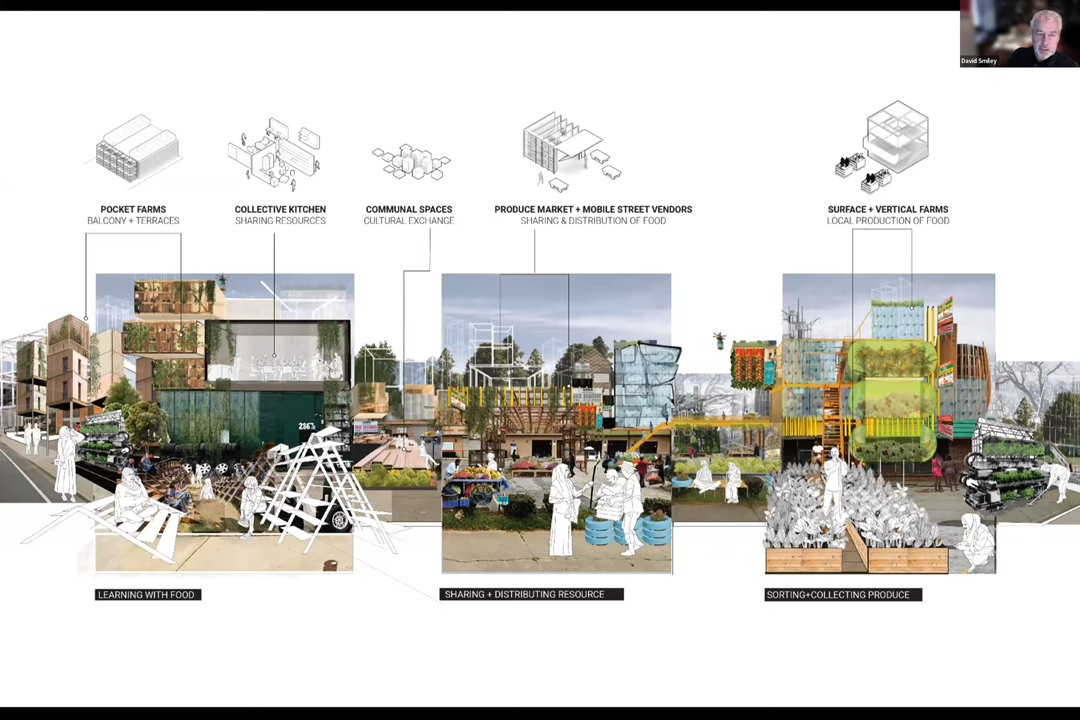 David Smiley
POCKET FARMS
BALCONY + TERRACES
COLLECTIVE KITCHEN
SHARING RESOURCES
COMMUNAL SPACES
CULTURAL EXCHANGE
PRODUCE MARKET + MOBILE STREET VENDORS
SHARING & DISTRIBUTION OF FOOD
SURFACE + VERTICAL FARMS
LOCAL PRODUCTION OF FOOD
LEARNING WITH FOOD
SHARING + DISTRIBUTING RESOURCE
SORTING+COLLECTING PRODUCE